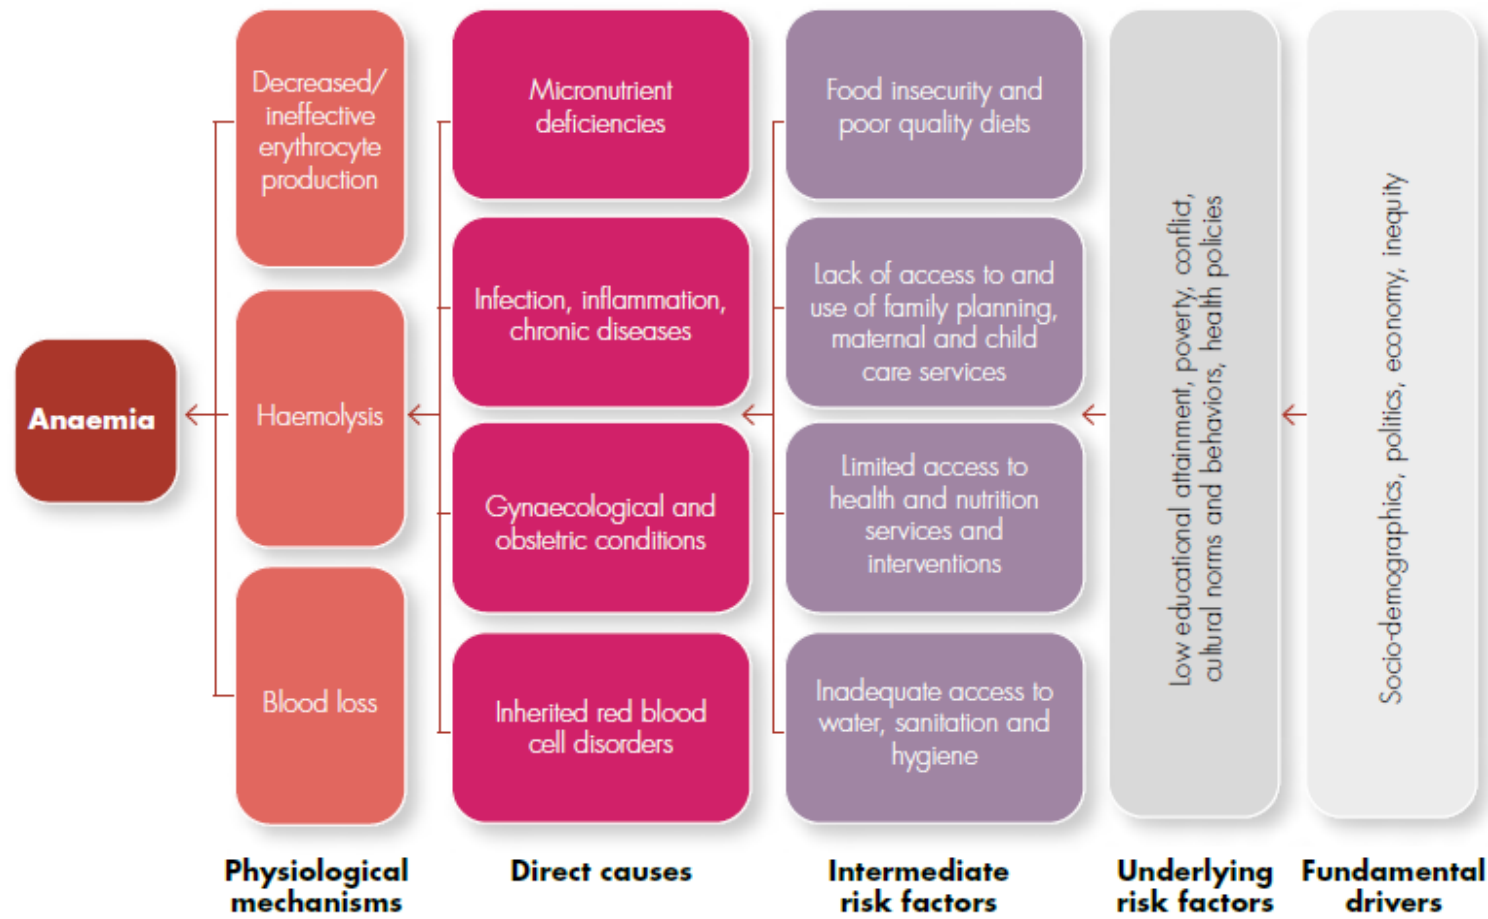 Anaemia
Decreased/
ineffective
erythrocyte
production
Haemolysis
Blood loss
Physiological
mechanisms
Micronutrient
deficiencies
Infection, inflammation,
chronic diseases
Gynaecological and
obstetric conditions
Inherited red blood
cell disorders
Direct causes
Food insecurity and
poor quality diets
Lack of access to and
use of family planning,
maternal and child
care services
Limited access to
health and nutrition
services and
interventions
Inadequate access to
water, sanitation and
hygiene
Intermediate
risk factors
Low educational attainment, poverty, conflict,
cultural norms and behaviors, health policies
Underlying
risk factors
Socio-demographics, politics, economy, inequity
Fundamental
drivers